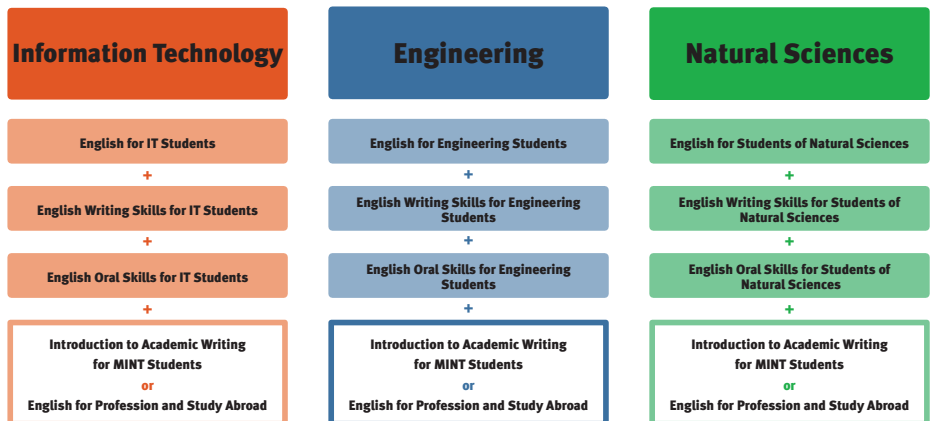 Information Technology
English for IT Students
+
English Writing Skills for IT Students
+
English Oral Skills for IT Students
+
Introduction to Academic Writing
for MINT Students
or
English for Profession and Study Abroad
Engineering
English for Engineering Students
+
English Writing Skills for Engineering
Students
+
English Oral Skills for Engineering
Students
+
Introduction to Academic Writing
for MINT Students
or
English for Profession and Study Abroad
Natural Sciences
English for Students of Natural Sciences
+
English Writing Skills for Students of
Natural Sciences
+
English Oral Skills for Students of
Natural Sciences
+
Introduction to Academic Writing
for MINT Students
or
English for Profession and Study Abroad